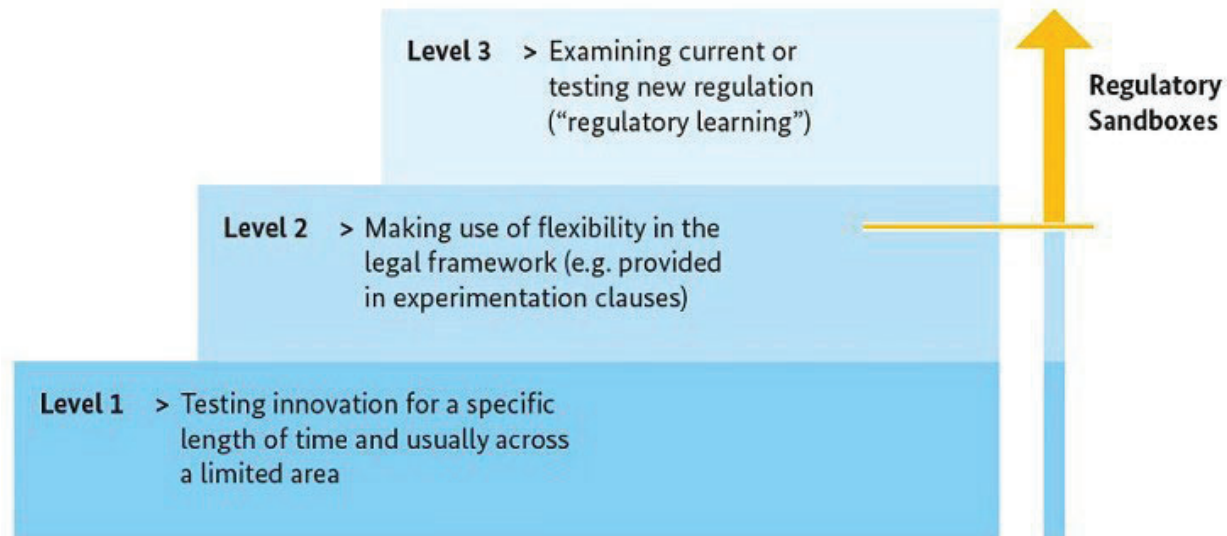 Level 3 > Examining current or
testing new regulation
(“regulatory learning”)
Regulatory
Sandboxes
Level 2 > Making use of flexibility in the
legal framework (e.g. provided
in experimentation clauses)
Level 1 > Testing innovation for a specific
length of time and usually across
a limited area